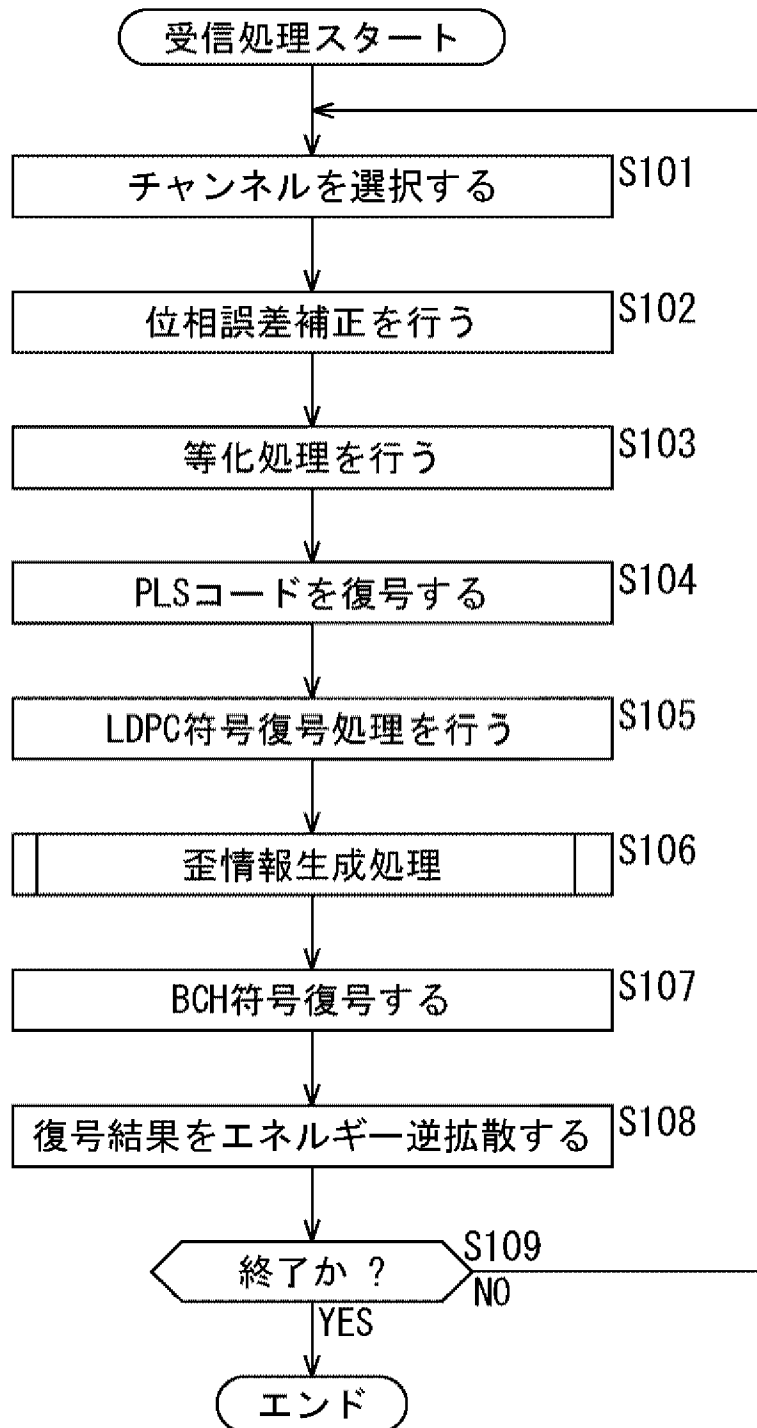 受信処理スタート
チャンネルを選択する
S101
位相誤差補正を行う
S102
等化処理を行う
S103
PLSコードを復号する
S104
LDPC符号復号処理を行う
S105
歪情報生成処理
S106
BCH符号復号する
S107
復号結果をエネルギー逆拡散する
S108
終了か ?
S109
NO
YES
エンド